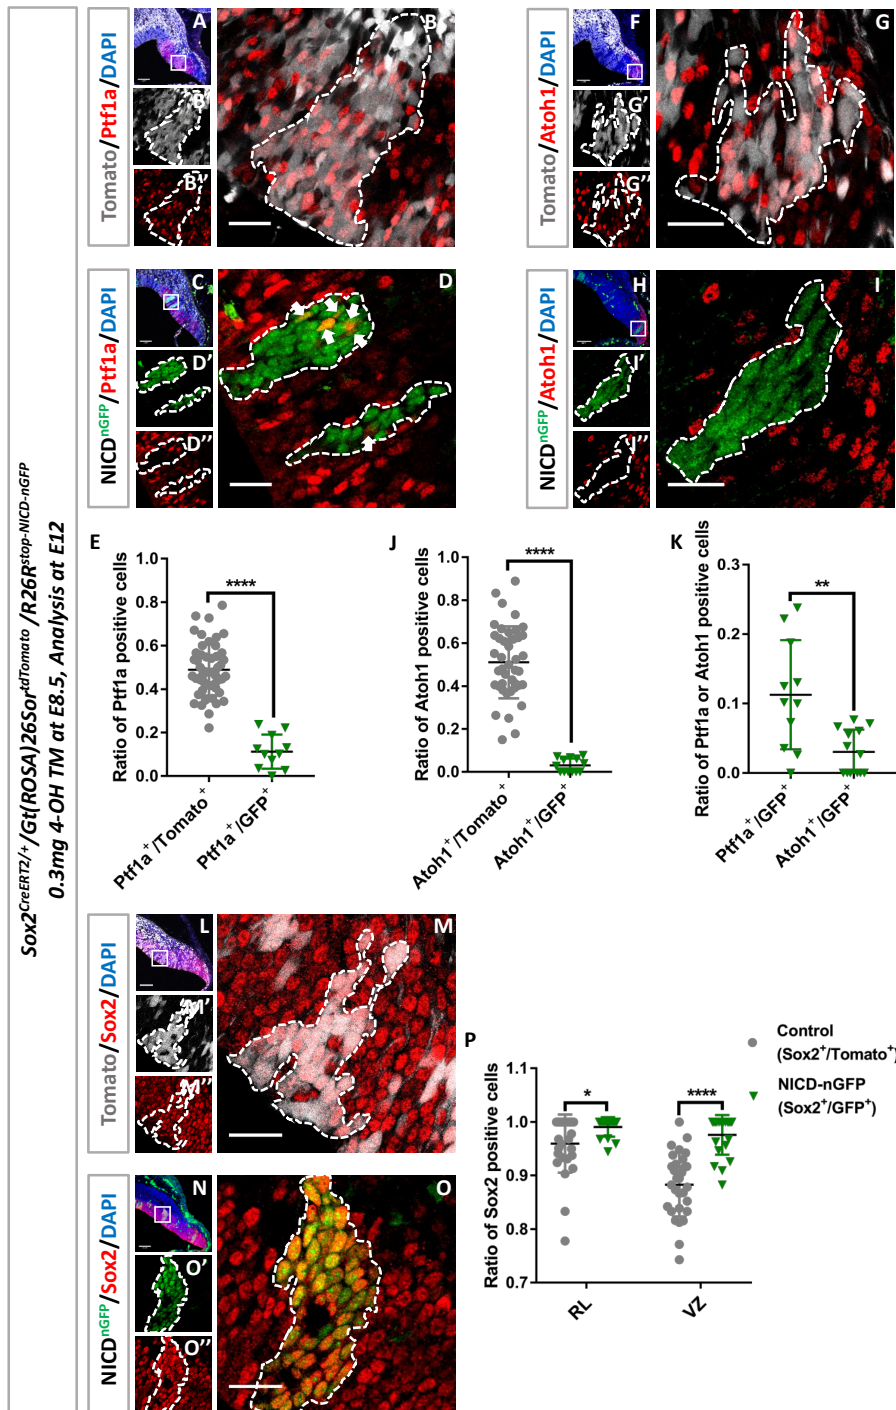 Sox2CreERT2/+/Gt(ROSA)26SortdTomato/R26Rstop-NICD-nGFP
0.3mg 4-OH TM at E8.5, Analysis at E12
Tomato/Ptf1a/DAPI
A
B
B'
B''
Tomato/Atoh1/DAPI
F
G
G'
G''
NICDnGFP/Ptf1a/DAPI
C
D
D'
D''
NICDnGFP/Atoh1/DAPI
H
I
I'
I''
E
Ratio of Ptf1a positive cells
1.0
0.8
0.6
0.4
0.2
0.0
****
Ptf1a+/Tomato+
Ptf1a+/GFP+
J
Ratio of Atoh1 positive cells
1.0
0.8
0.6
0.4
0.2
0.0
****
Atoh1+/Tomato+
Atoh1+/GFP+
K
Ratio of Ptf1a or Atoh1 positive cells
0.3
0.2
0.1
0.0
**
Ptf1a+/GFP+
Atoh1+/GFP+
Tomato/Sox2/DAPI
L
M
M'
M''
NICDnGFP/Sox2/DAPI
N
O
O'
O''
P
Ratio of Sox2 positive cells
1.0
1.0
0.9
0.8
0.7
*
****
RL
VZ
Control
(Sox2+/Tomato+)
NICD-nGFP
(Sox2+/GFP+)